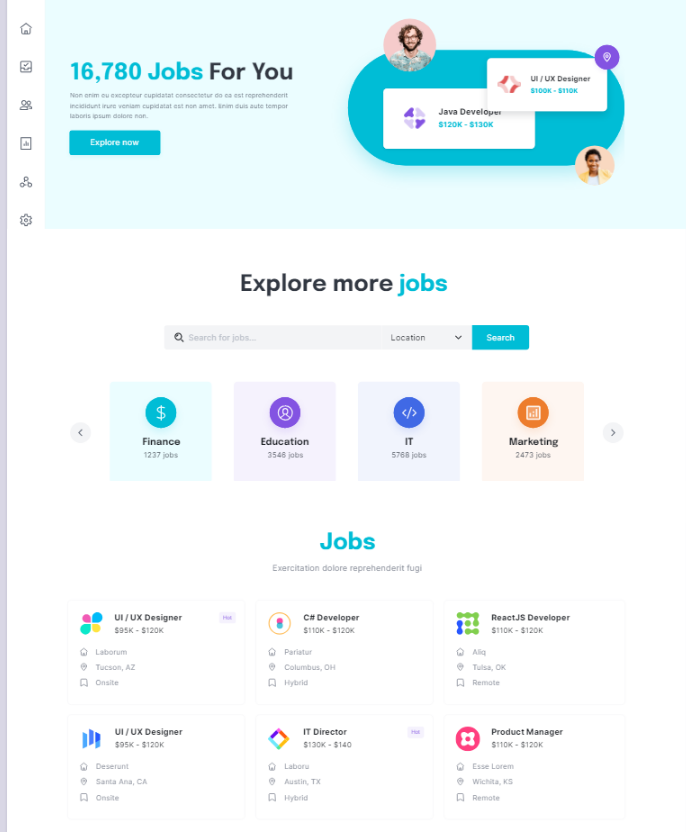 16,780 Jobs For You
Non enim eu excepteur cupidatat consectetur do ea est reprehenderit
incididunt irure veniam cupidatat est non amet. Enim duis aute tempor
laboris ipsum dolore non.
Explore now
UI / UX Designer
$100K - $110K
Java Developer
$120K - $130K
Explore more jobs
Search for jobs...
Location
Search
Finance
1237 jobs
Education
3546 jobs
IT
5768 jobs
Marketing
2473 jobs
Jobs
Exercitation dolore reprehenderit fugi
UI / UX Designer
Hot
$95K - $120K
Laborum
Tucson, AZ
Onsite
C# Developer
$110K - $120K
Pariatur
Columbus, OH
Hybrid
ReactJS Developer
$110K - $120K
Aliq
Tulsa, OK
Remote
UI / UX Designer
$95K - $120K
Deserunt
Santa Ana, CA
Onsite
IT Director
Hot
$130K - $140
Laboru
Austin, TX
Hybrid
Product Manager
$110K - $120K
Esse Lorem
Wichita, KS
Remote